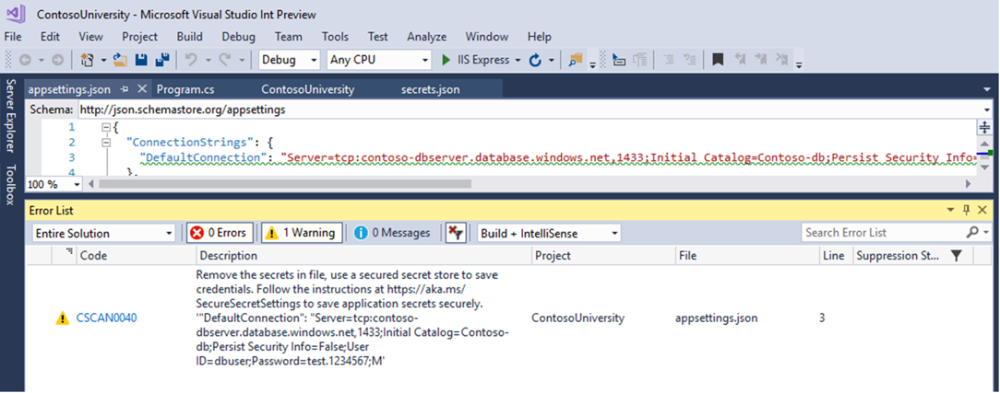 ContosoUniversity - Microsoft Visual Studio Int Preview
File Edit View Project Build Debug Team Tools Test Analyze Window Help
Debug Any CPU IIS Express
Server Explorer
Toolbox
appsettings.json Program.cs ContosoUniversity secrets.json
Schema: http://json.schemastore.org/appsettings
1 {
2 "ConnectionStrings": {
3 "DefaultConnection": "Server=tcp:contoso-dbserver.database.windows.net,1433;Initial Catalog=Contoso-db;Persist Security Info=
4 },
100 %
Error List
Entire Solution 0 Errors 1 Warning 0 Messages Build + IntelliSense Search Error List
Code Description Project File Line Suppression St...
Remove the secrets in file, use a secured secret store to save
credentials. Follow the instructions at https://aka.ms/
SecureSecretSettings to save application secrets securely.
'"DefaultConnection": "Server=tcp:contoso-
CSCAN0040 dbserver.database.windows.net,1433;Initial Catalog=Contoso- ContosoUniversity appsettings.json 3
db;Persist Security Info=False;User
ID=dbuser;Password=test.1234567;M'